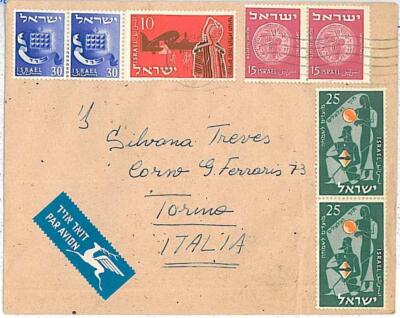 ישראל
ISRAEL 30
ISRAEL 30
10
ישראל
ISRAEL
ישראל
ישראל
15 ISRAEL
15 ISRAEL
25
ISRAEL
ישראל
25
ISRAEL
ישראל
Silvana Treves
Corso G. Ferraris 73
Torino
ITALIA
דואר אויר
PAR AVION